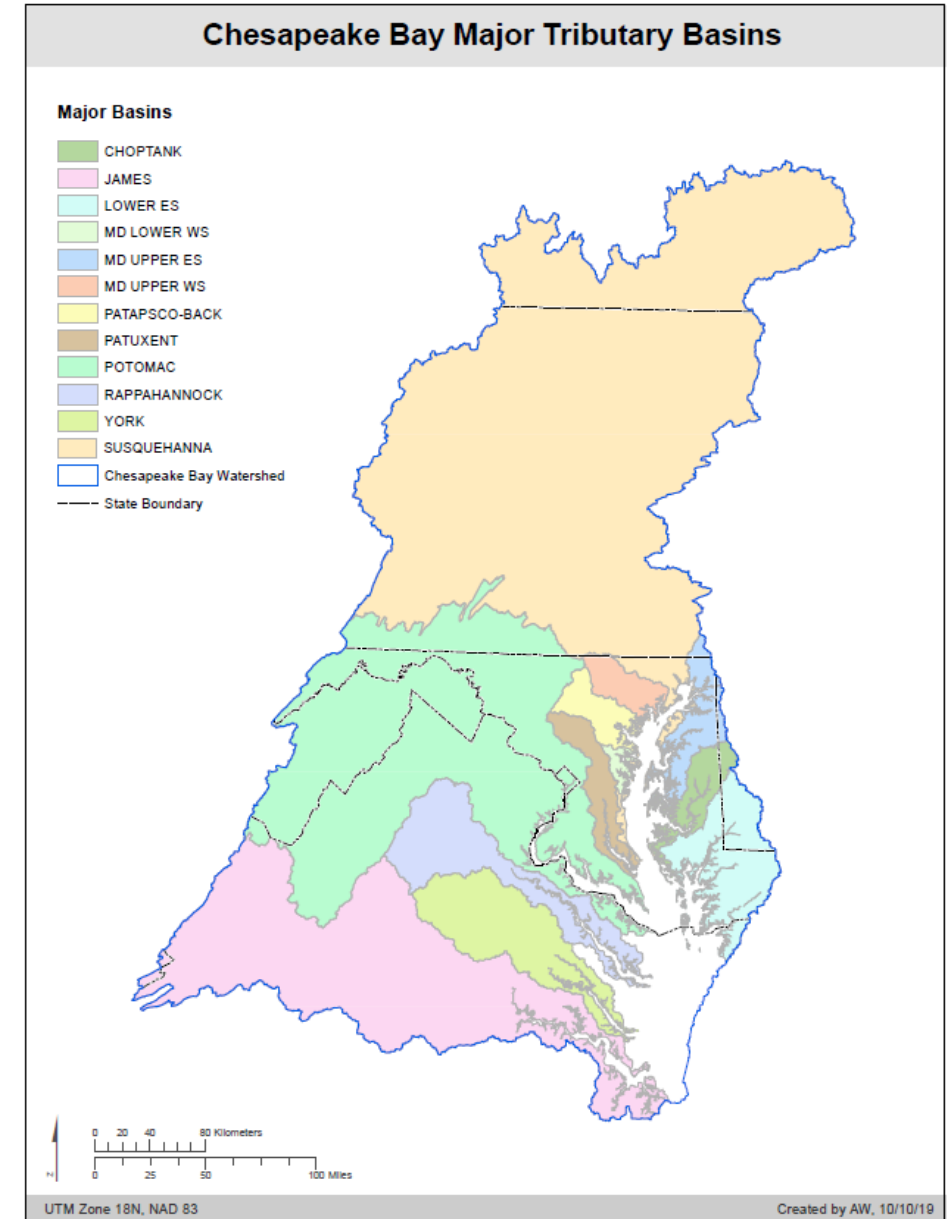 Chesapeake Bay Major Tributary Basins
Major Basins
CHOPTANK
JAMES
LOWER ES
MD LOWER WS
MD UPPER ES
MD UPPER WS
PATAPSCO-BACK
PATUXENT
POTOMAC
RAPPAHANNOCK
YORK
SUSQUEHANNA
Chesapeake Bay Watershed
State Boundary
0 20 40 80 Kilometers
0 25 50 100 Miles
N
UTM Zone 18N, NAD 83
Created by AW, 10/10/19